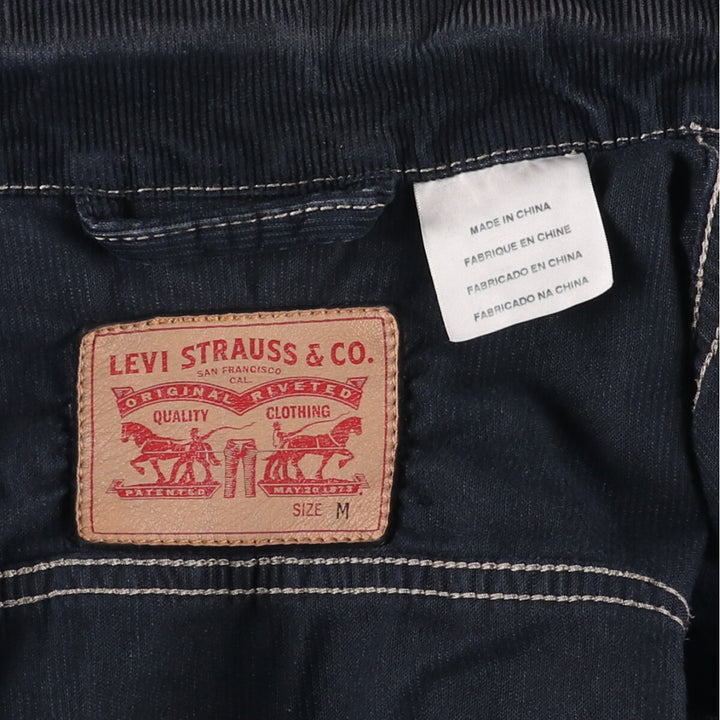 MADE IN CHINA
FABRIQUE EN CHINE
FABRICADO EN CHINA
FABRICADO NA CHINA
LEVI STRAUSS & CO.
SAN FRANCISCO
CAL.
ORIGINAL RIVETED
QUALITY CLOTHING
PATENTED MAY 20 1873
SIZE M